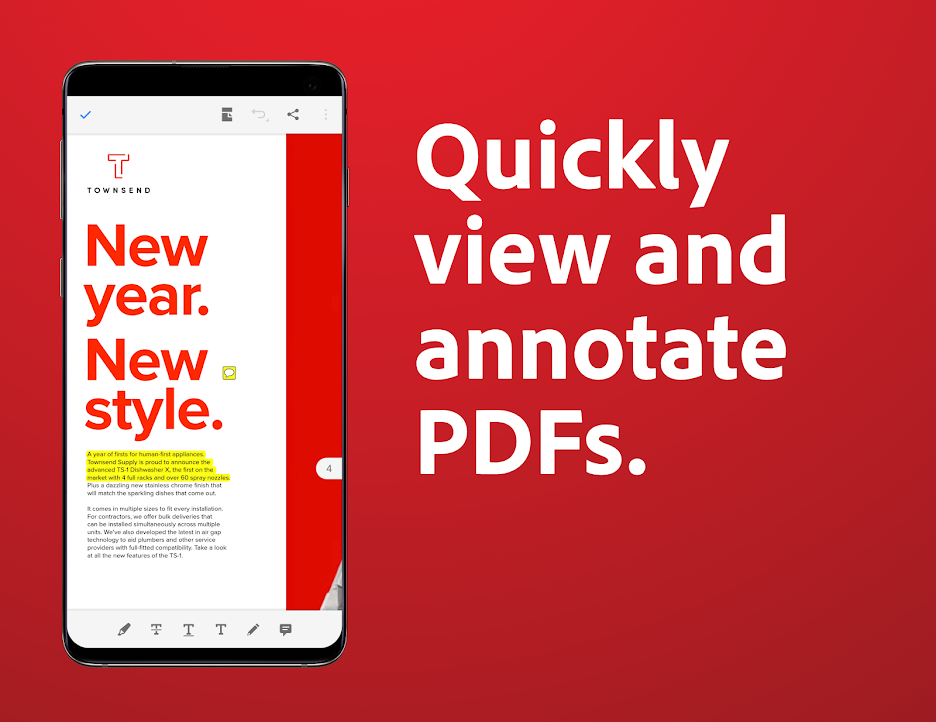 TOWNSEND
New
year.
New
style.
A year of firsts for human-first appliances.
Townsend Supply is proud to announce the
advanced TS-1 Dishwasher X, the first on the
market with 4 full racks and over 60 spray nozzles.
Plus a dazzling new stainless chrome finish that
will match the sparkling dishes that come out.
It comes in multiple sizes to fit every installation.
For contractors, we offer bulk deliveries that
can be installed simultaneously across multiple
units. We've also developed the latest in air gap
technology to aid plumbers and other service
providers with full-fitted compatibility. Take a look
at all the new features of the TS-1.
4
Quickly
view and
annotate
PDFs.